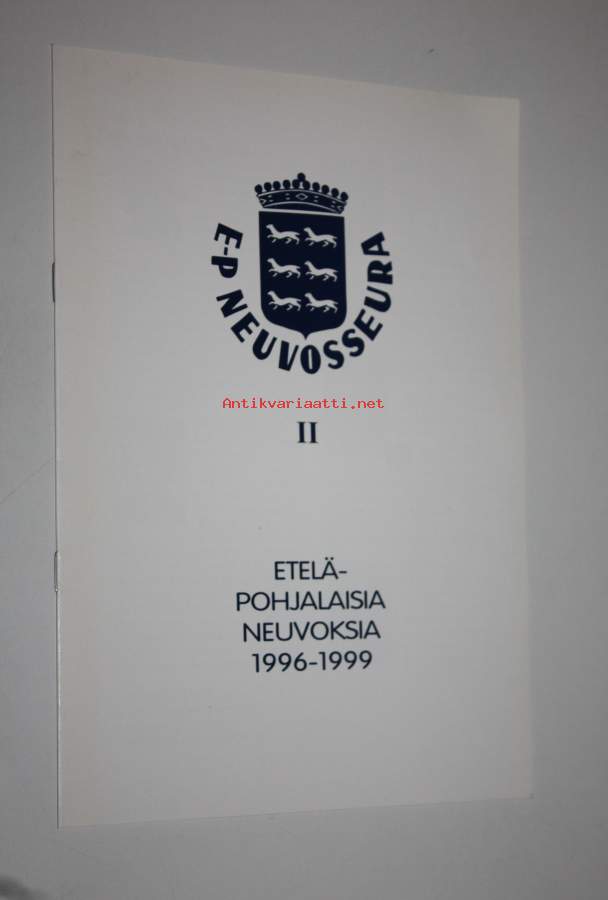 E-P NEUVOSSEURA
Antikvariaatti.net
II
ETELÄ-
POHJALAISIA
NEUVOKSIA
1996-1999